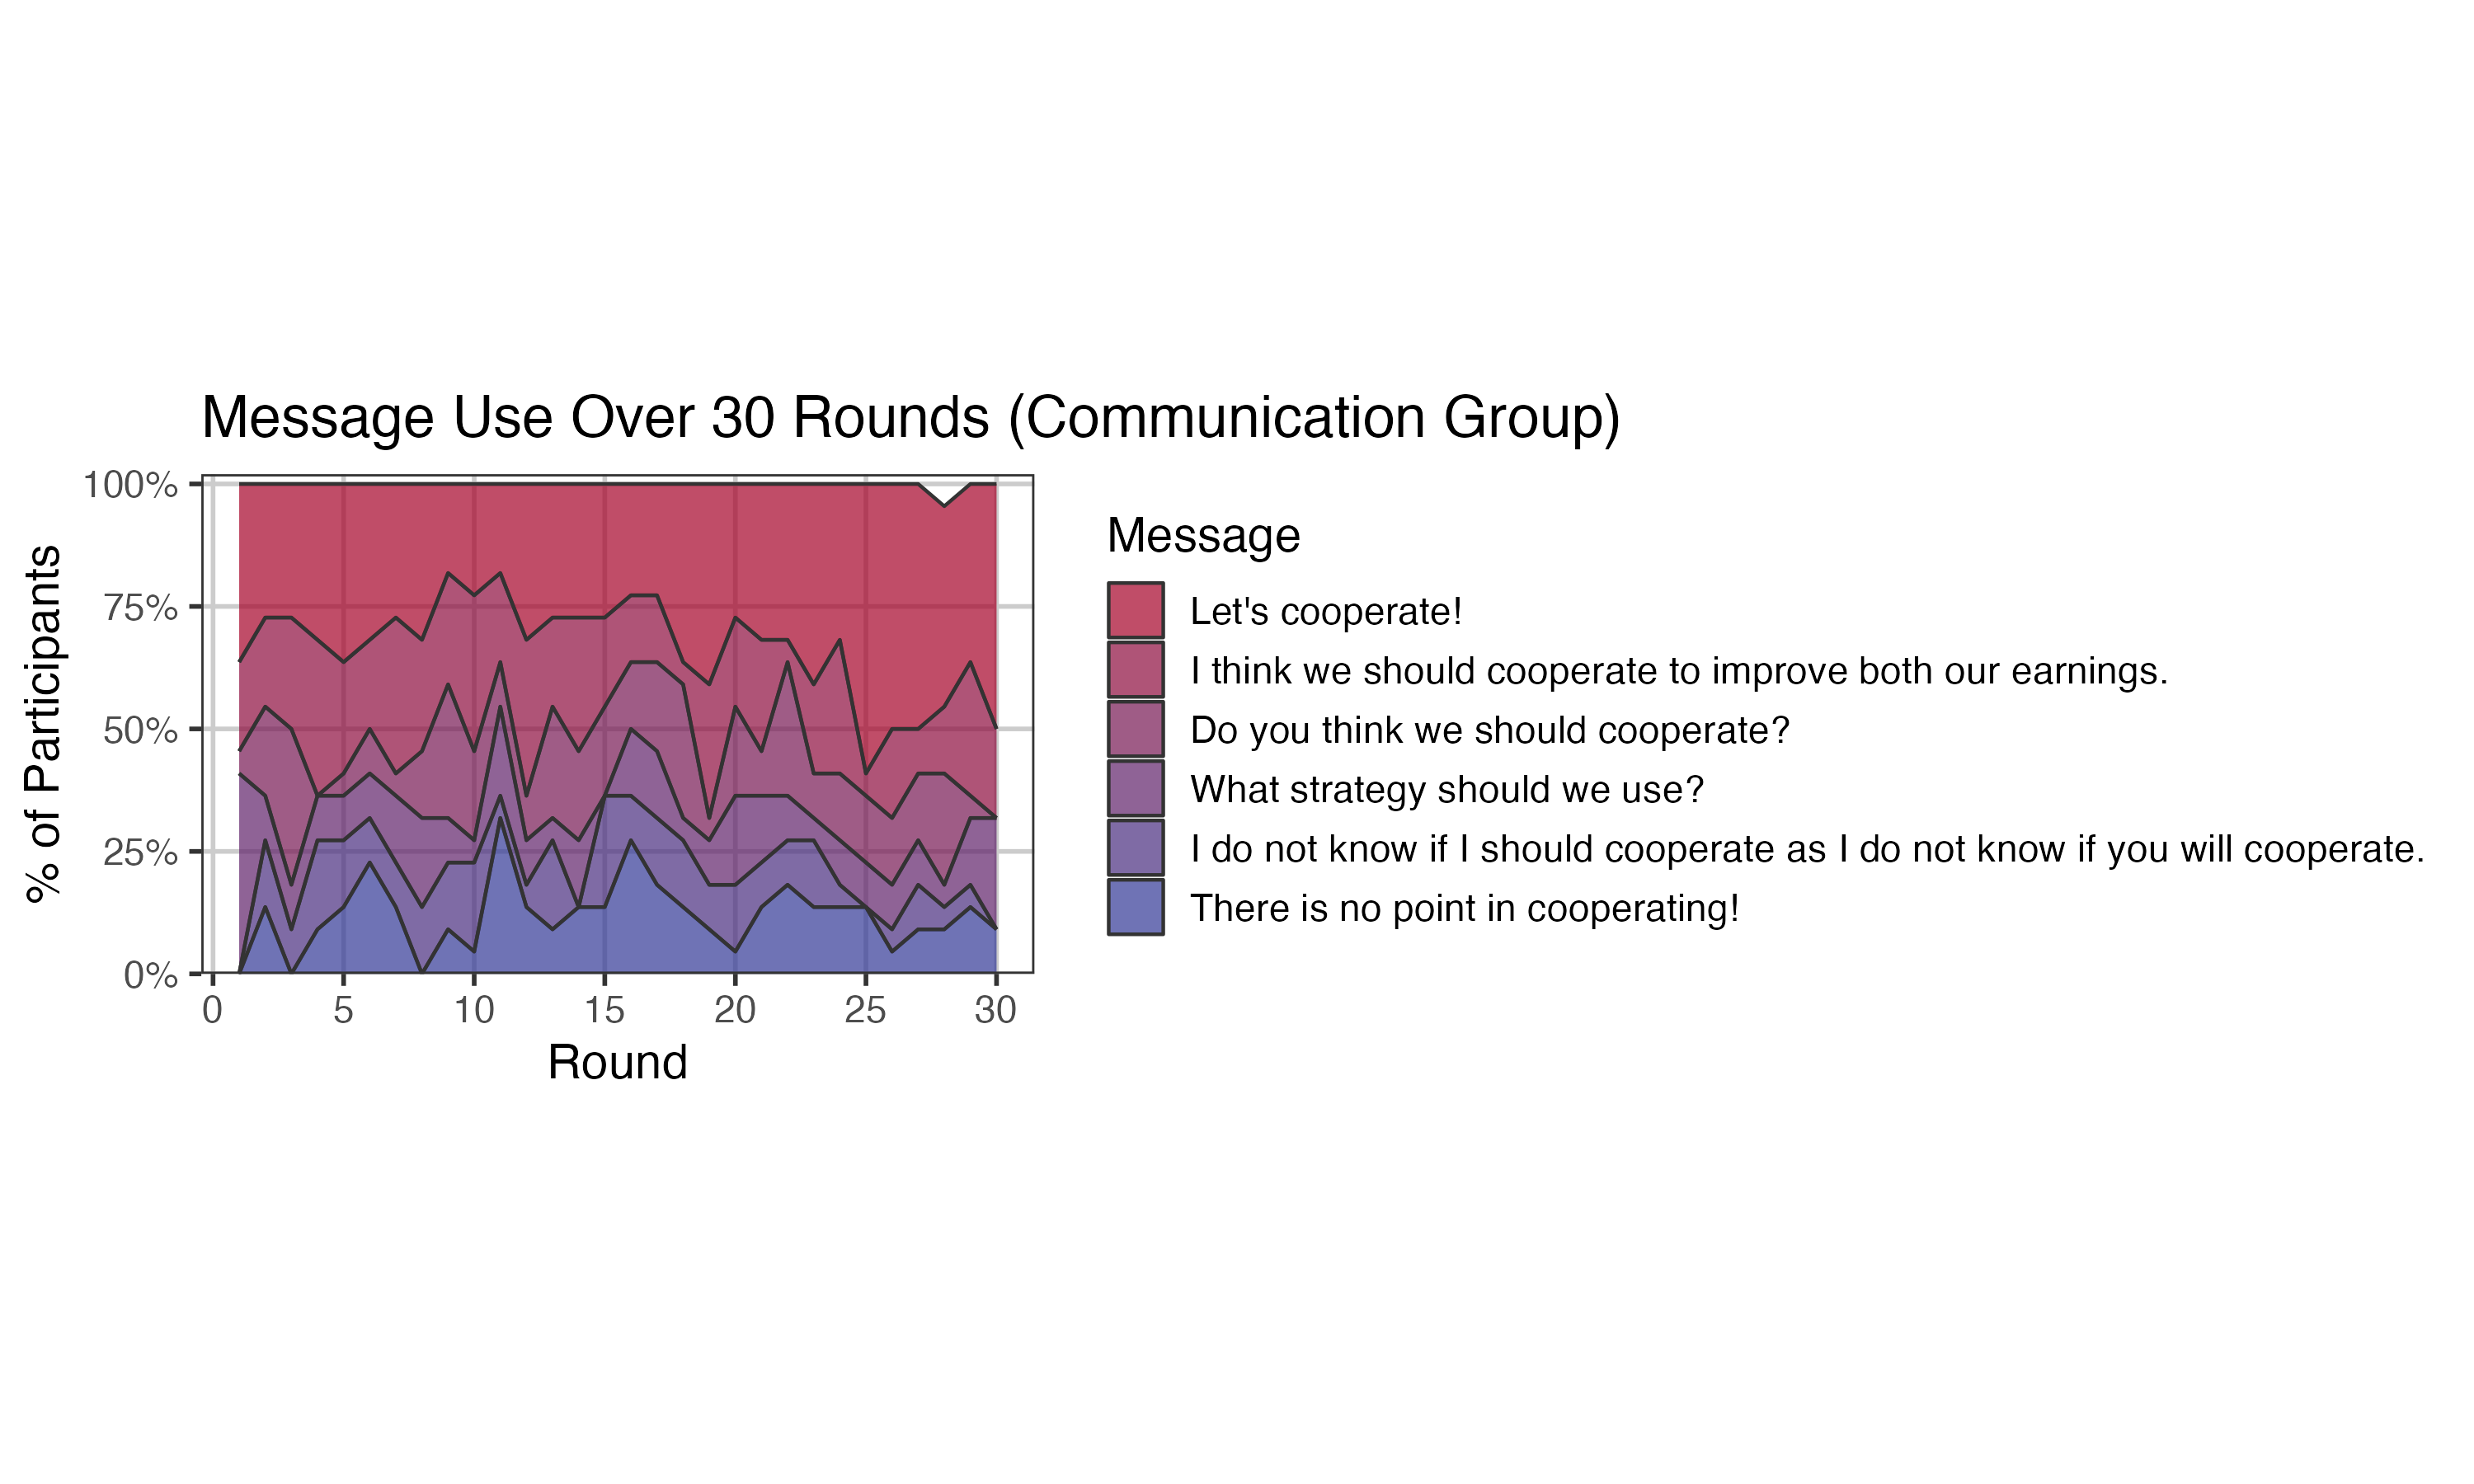 Message Use Over 30 Rounds (Communication Group)
% of Participants
100%
75%
50%
25%
0%
0 5 10 15 20 25 30
Round
Message
Let's cooperate!
I think we should cooperate to improve both our earnings.
Do you think we should cooperate?
What strategy should we use?
I do not know if I should cooperate as I do not know if you will cooperate.
There is no point in cooperating!